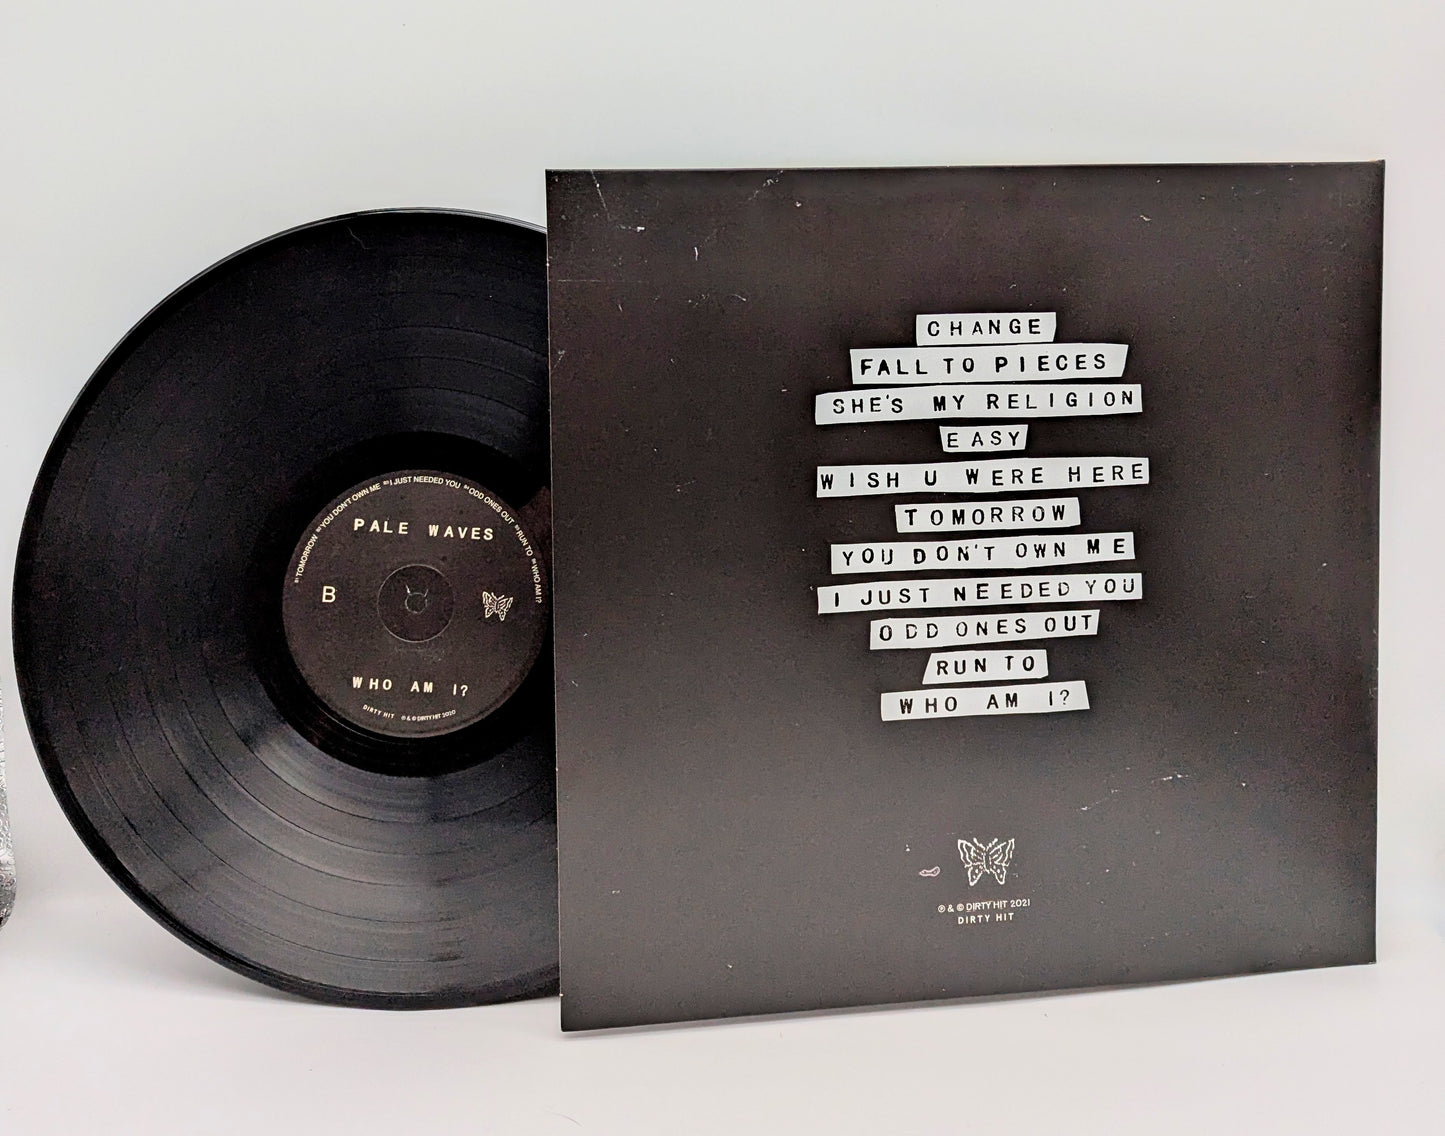 B1 TOMORROW B2 YOU DON'T OWN ME B3 I JUST NEEDED YOU B4 ODD ONES OUT B5 RUN TO B6 WHO AM I?
PALE WAVES
B
WHO AM I?
DIRTY HIT ℗ & © DIRTY HIT 2020
CHANGE
FALL TO PIECES
SHE'S MY RELIGION
EASY
WISH U WERE HERE
TOMORROW
YOU DON'T OWN ME
I JUST NEEDED YOU
ODD ONES OUT
RUN TO
WHO AM I?
℗ & © DIRTY HIT 2021
DIRTY HIT